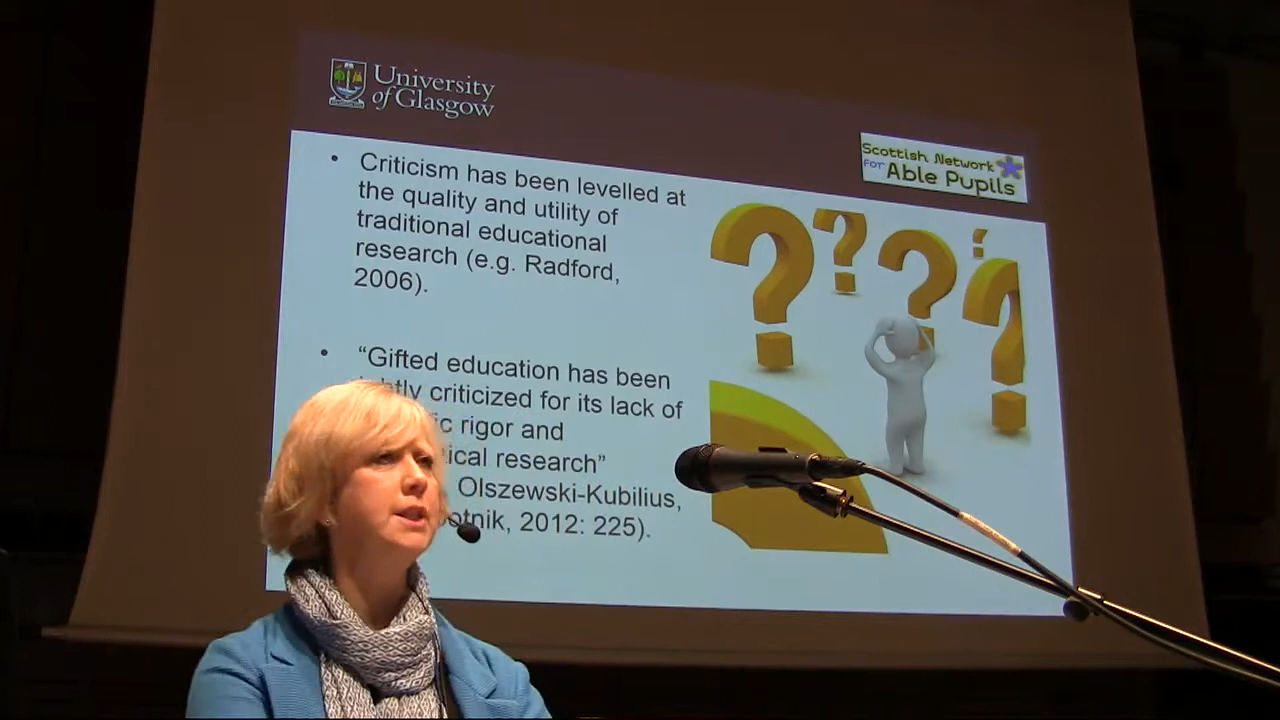 University
of Glasgow
Scottish Network
for Able Pupils
• Criticism has been levelled at
the quality and utility of
traditional educational
research (e.g. Radford,
2006).
• “Gifted education has been
criticized for its lack of
rigor and
research”
Olszewski-Kubilius,
2012: 225).